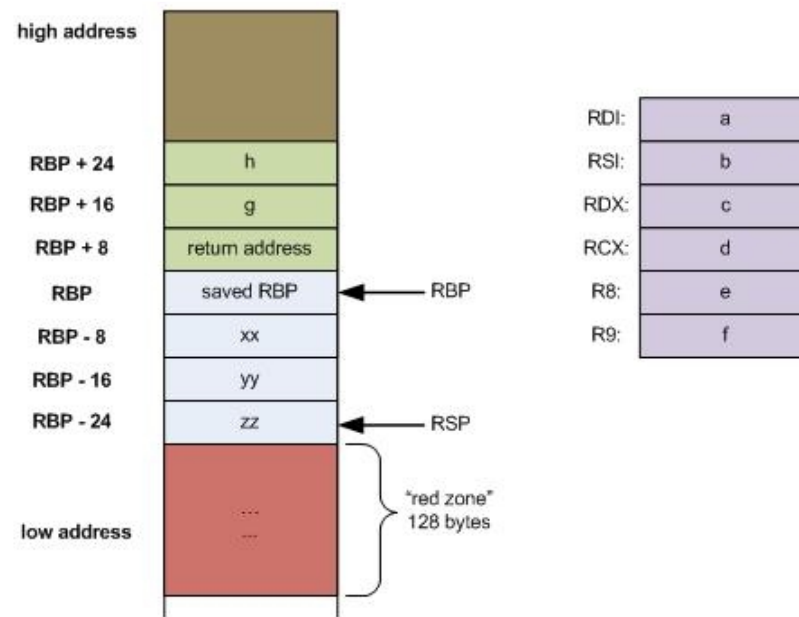 high address
RBP + 24 h
RBP + 16 g
RBP + 8 return address
RBP saved RBP RBP
RBP - 8 xx
RBP - 16 yy
RBP - 24 zz RSP
low address
...
...
"red zone"
128 bytes
RDI: a
RSI: b
RDX: c
RCX: d
R8: e
R9: f